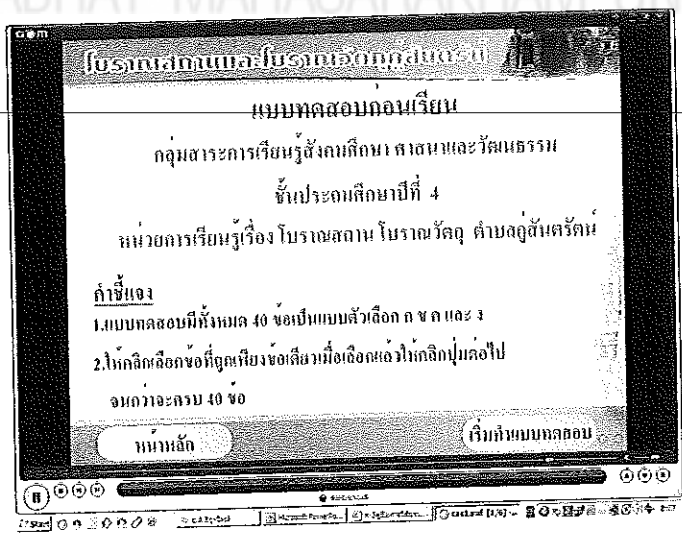 GOM
โบราณสถานและโบราณวัตถุกู่สันตรัตน์
แบบทดสอบก่อนเรียน
กลุ่มสาระการเรียนรู้สังคมศึกษา ศาสนาและวัฒนธรรม
ชั้นประถมศึกษาปีที่ 4
หน่วยการเรียนรู้เรื่อง โบราณสถาน โบราณวัตถุ ตำบลกู่สันตรัตน์
คำชี้แจง
1.แบบทดสอบมีทั้งหมด 40 ข้อเป็นแบบตัวเลือก ก ข ค และ ง
2.ให้คลิกเลือกข้อที่ถูกเพียงข้อเดียวเมื่อเลือกแล้วให้คลิกปุ่มต่อไป
จนกว่าจะครบ 40 ข้อ
หน้าหลัก
เริ่มทำแบบทดสอบ
Start